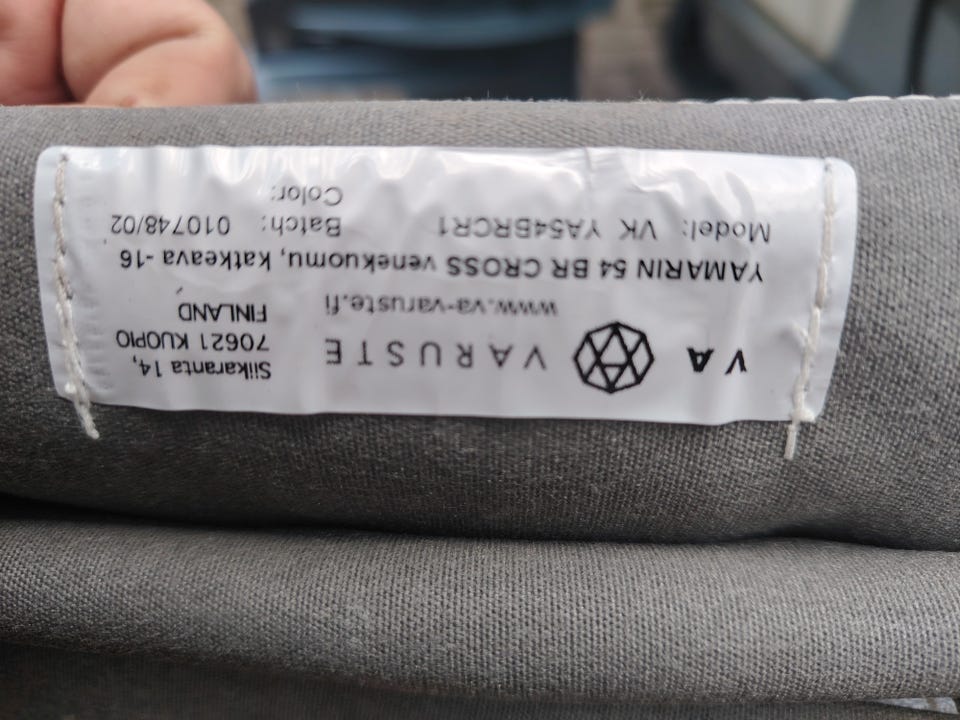 VA VARUSTE
www.va-varuste.fi
Siikaranta 14,
70621 KUOPIO
FINLAND
YAMARIN 54 BR CROSS venekuomu, katkeava -16
Model: VK YA54BRCR1 Batch: 010748/02
Color: